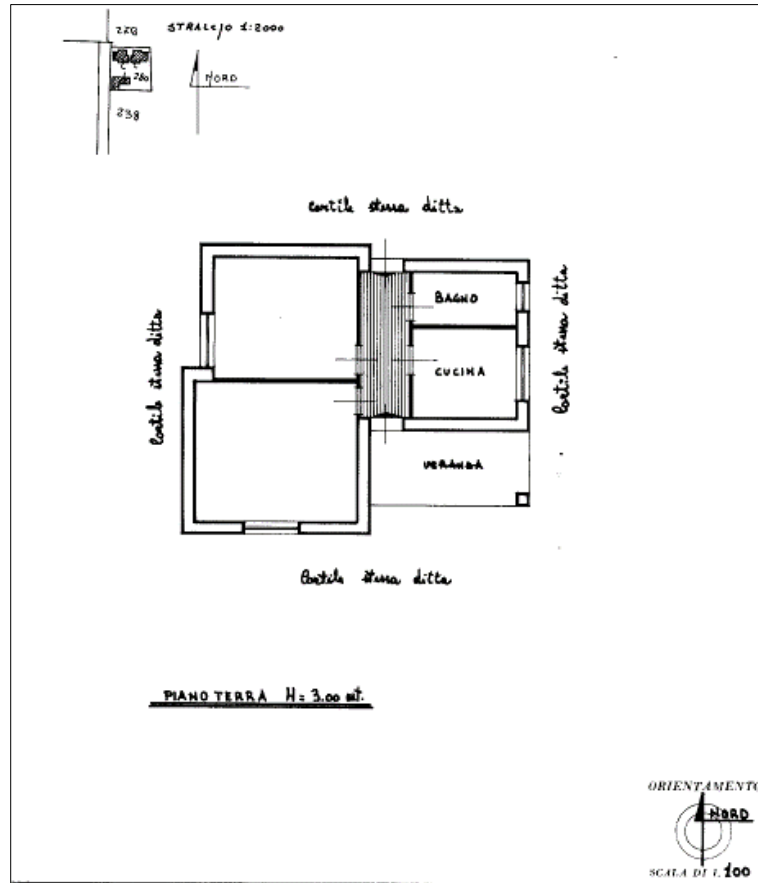 228
STRALCIO 1:2000
280
NORD
238
Cortile stessa ditta
BAGNO
Cortile stessa ditta
Cortile stessa ditta
CUCINA
VERANDA
Cortile stessa ditta
PIANO TERRA H = 3.00 mt.
ORIENTAMENTO
NORD
SCALA DI 1:100